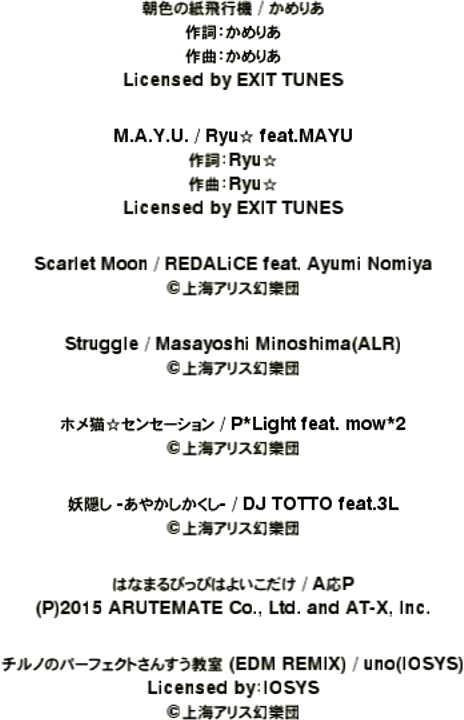 朝色の紙飛行機 / かめりあ
作詞：かめりあ
作曲：かめりあ
Licensed by EXIT TUNES
M.A.Y.U. / Ryu☆ feat.MAYU
作詞：Ryu☆
作曲：Ryu☆
Licensed by EXIT TUNES
Scarlet Moon / REDALiCE feat. Ayumi Nomiya
©上海アリス幻樂団
Struggle / Masayoshi Minoshima(ALR)
©上海アリス幻樂団
ホメ猫☆センセーション / P*Light feat. mow*2
©上海アリス幻樂団
妖隠し -あやかしかくし- / DJ TOTTO feat.3L
©上海アリス幻樂団
はなまるぴっぴはよいこだけ / A応P
(P)2015 ARUTEMATE Co., Ltd. and AT-X, Inc.
チルノのパーフェクトさんすう教室 (EDM REMIX) / uno(IOSYS)
Licensed by:IOSYS
©上海アリス幻樂団